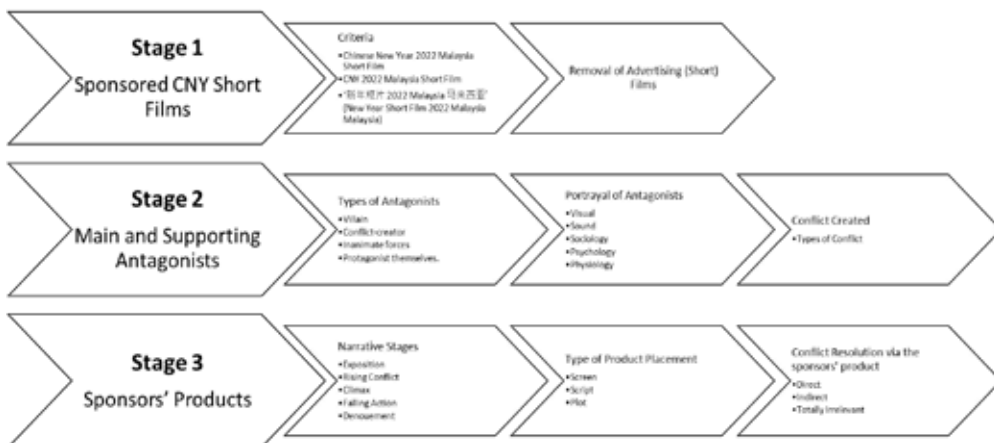 Stage 1
Sponsored CNY Short
Films
Criteria
•Chinese New Year 2022 Malaysia
Short Film
•CNY 2022 Malaysia Short Film
•'新年短片 2022 Malaysia 马来西亚'
(New Year Short Film 2022 Malaysia
Malaysia)
Removal of Advertising (Short)
Films
Stage 2
Main and Supporting
Antagonists
Types of Antagonists
•Villain
•Conflict-creator
•Inanimate forces
•Protagonist themselves.
Portrayal of Antagonists
•Visual
•Sound
•Sociology
•Psychology
•Physiology
Conflict Created
•Types of Conflict
Stage 3
Sponsors' Products
Narrative Stages
•Exposition
•Rising Conflict
•Climax
•Falling Action
•Denouement
Type of Product Placement
•Screen
•Script
•Plot
Conflict Resolution via the
sponsors' product
•Direct
•Indirect
•Totally Irrelevant